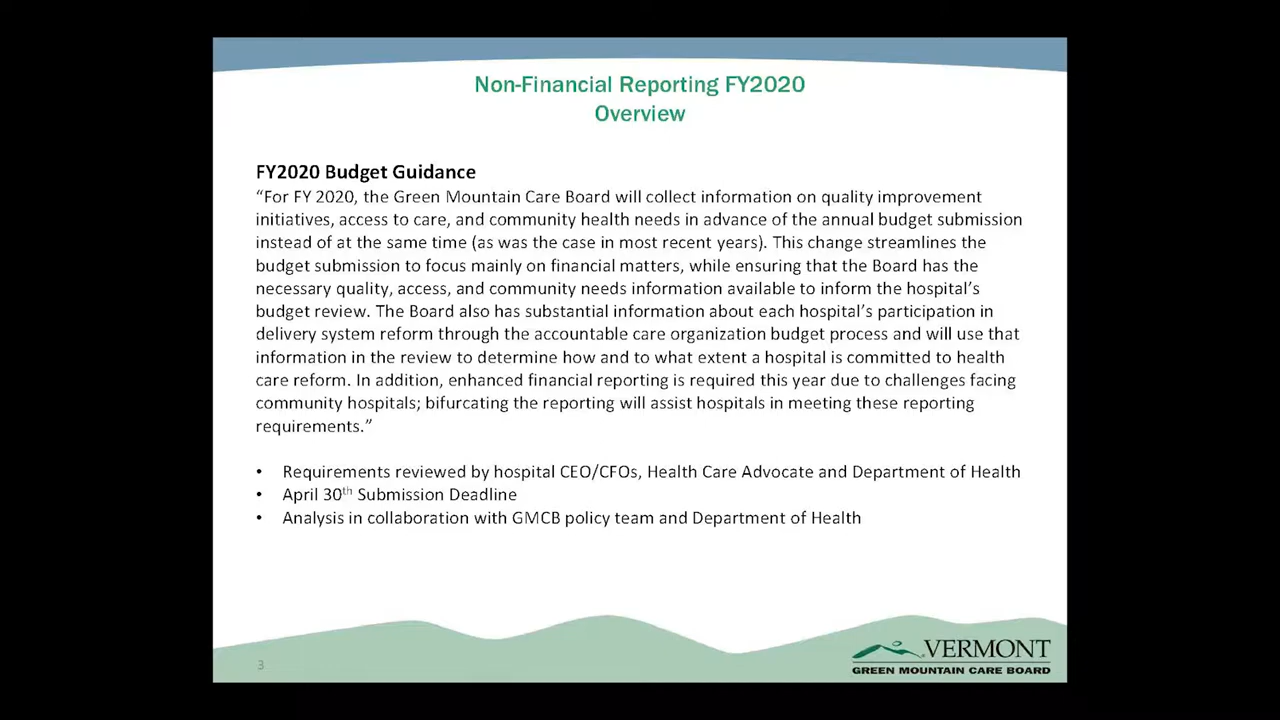 Non-Financial Reporting FY2020
Overview
FY2020 Budget Guidance
“For FY 2020, the Green Mountain Care Board will collect information on quality improvement
initiatives, access to care, and community health needs in advance of the annual budget submission
instead of at the same time (as was the case in most recent years). This change streamlines the
budget submission to focus mainly on financial matters, while ensuring that the Board has the
necessary quality, access, and community needs information available to inform the hospital’s
budget review. The Board also has substantial information about each hospital’s participation in
delivery system reform through the accountable care organization budget process and will use that
information in the review to determine how and to what extent a hospital is committed to health
care reform. In addition, enhanced financial reporting is required this year due to challenges facing
community hospitals; bifurcating the reporting will assist hospitals in meeting these reporting
requirements.”
• Requirements reviewed by hospital CEO/CFOs, Health Care Advocate and Department of Health
• April 30th Submission Deadline
• Analysis in collaboration with GMCB policy team and Department of Health
3
VERMONT
GREEN MOUNTAIN CARE BOARD